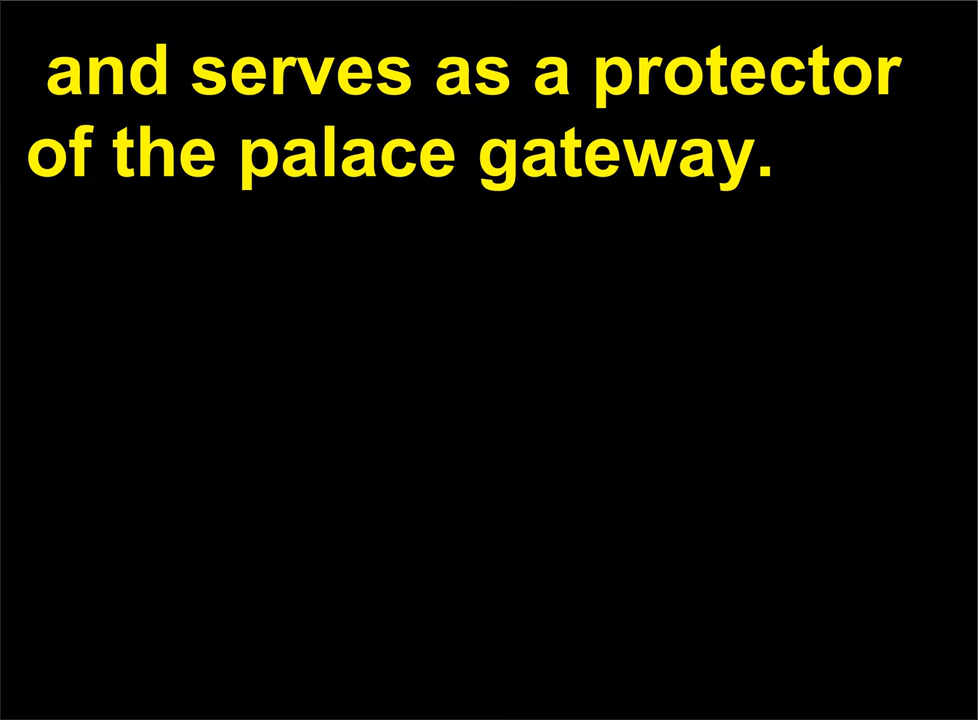 and serves as a protector
of the palace gateway.